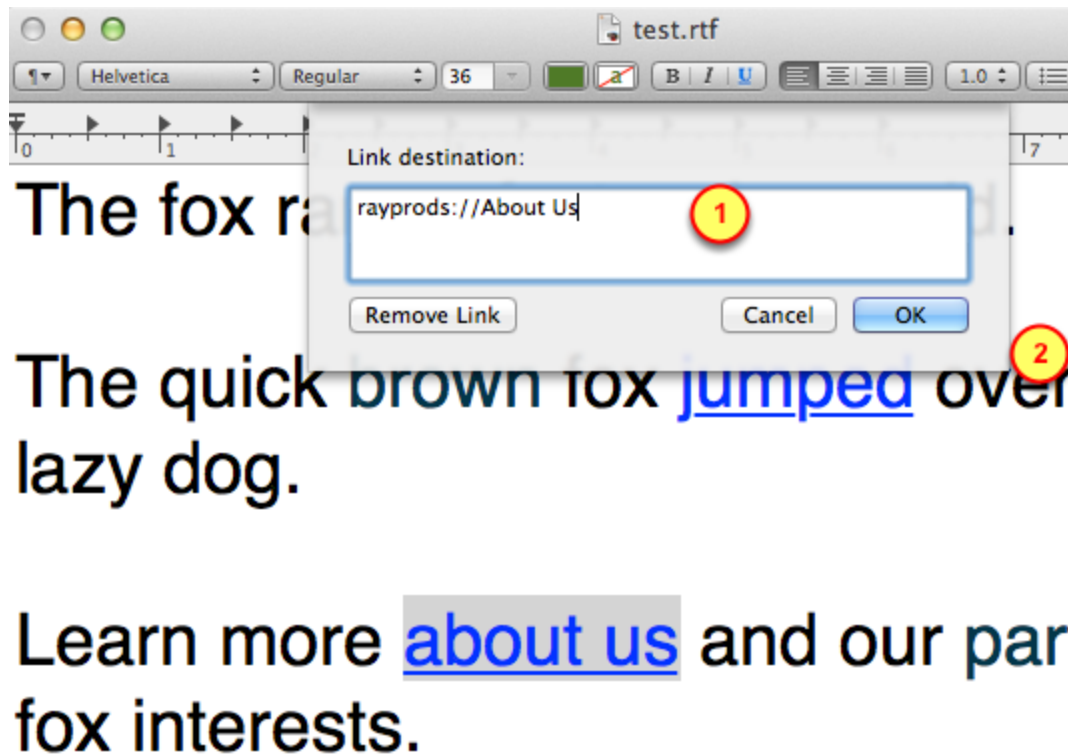 test.rtf
¶ Helvetica Regular 36 a B I U 1.0
0 1 7
Link destination:
rayprods://About Us
1
The fox ra d.
Remove Link Cancel OK
2
The quick brown fox jumped over
lazy dog.
Learn more about us and our par
fox interests.